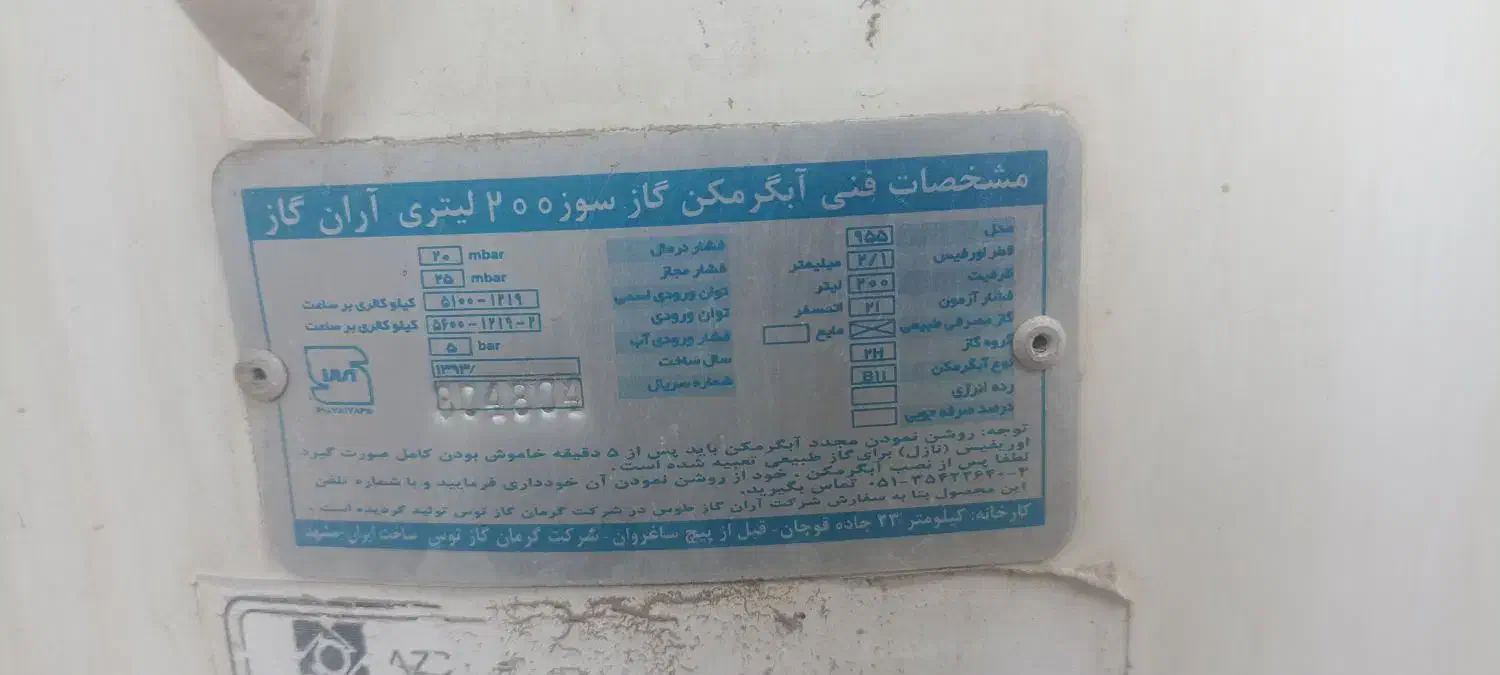 مشخصات فنی آبگرمکن گاز سوز ۲۰۰ لیتری آران گاز
مدل ۹۵۵
قطر اورفیس ۲/۱ میلیمتر
ظرفیت ۲۰۰ لیتر
فشار آزمون ۲۱ اتمسفر
گاز مصرفی طبیعی مایع
گروه گاز ۲H
نوع آبگرمکن B11
رده انرژی
درصد صرفه جویی
فشار نرمال ۲۰ mbar
فشار مجاز ۲۵ mbar
توان ورودی اسمی ۵۱۰۰-۱۲۱۹ کیلو کالری بر ساعت
توان ورودی ۵۶۰۰-۱۲۱۹-۲ کیلو کالری بر ساعت
فشار ورودی آب ۵ bar
سال ساخت ۱۳۹۳/
شماره سریال
توجه: روشن نمودن مجدد آبگرمکن باید پس از ۵ دقیقه خاموش بودن کامل صورت گیرد
اوریفیس (نازل) برای گاز طبیعی تعبیه شده است.
لطفا پس از نصب آبگرمکن، خود از روشن نمودن آن خودداری فرمایید و با شماره تلفن
۰۵۱-۳۵۴۲۲۶۴۰-۳ تماس بگیرید.
این محصول بنا به سفارش شرکت آران گاز طوس در شرکت گرمان گاز توس تولید گردیده است.
کارخانه: کیلومتر ۲۳ جاده قوچان - قبل از پیچ ساغروان - شرکت گرمان گاز توس ساخت ایران - مشهد